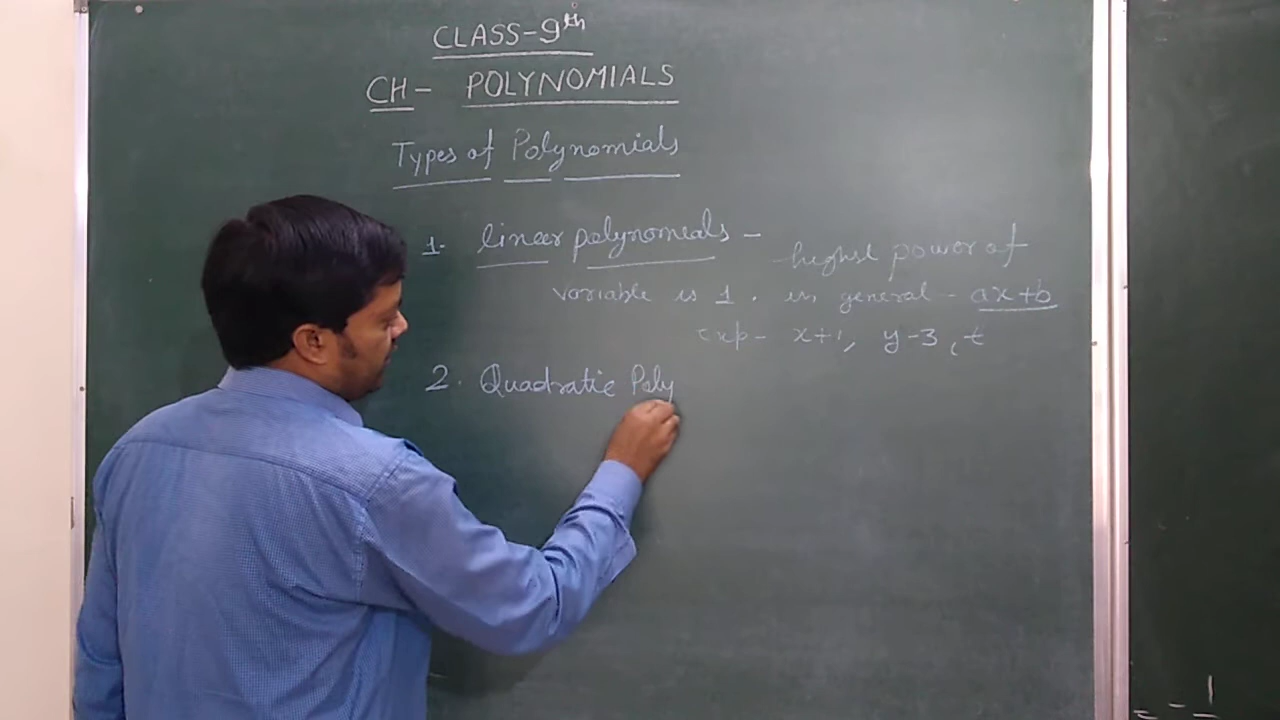 CLASS-9th
CH- POLYNOMIALS
Types of Polynomials
1. linear polynomials - highest power of
variable is 1. in general - ax+b
exp- x+1, y-3, t
2. Quadratic Poly